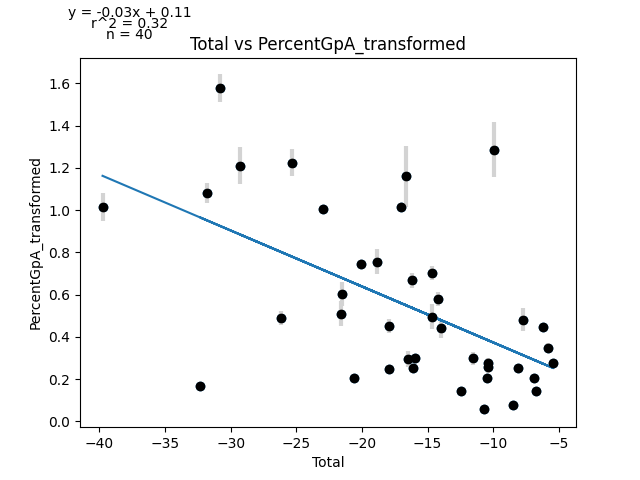 y = -0.03x + 0.11
r^2 = 0.32
n = 40
Total vs PercentGpA_transformed
PercentGpA_transformed
1.6
1.4
1.2
1.0
0.8
0.6
0.4
0.2
0.0
−40 −35 −30 −25 −20 −15 −10 −5
Total